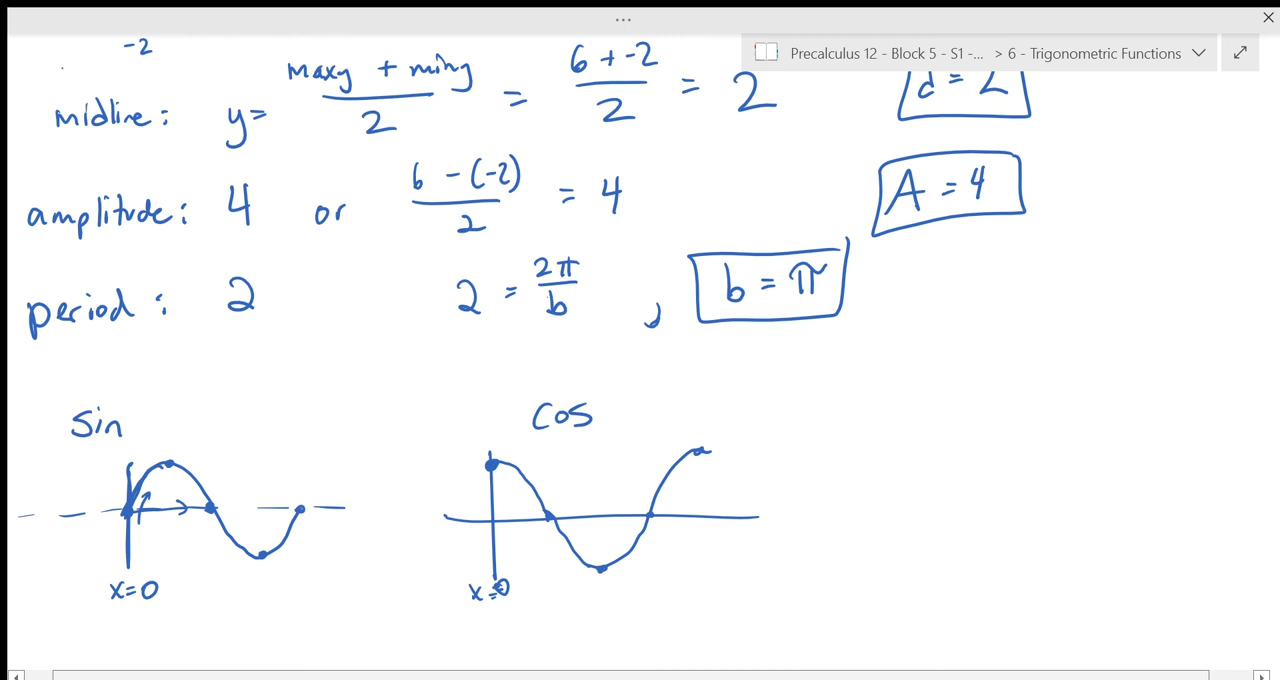 ...
Precalculus 12 - Block 5 - S1 -... > 6 - Trigonometric Functions
-2
midline: y= maxy + miny / 2 = 6 + -2 / 2 = 2
d = 2
amplitude: 4 or 6 - (-2) / 2 = 4
A = 4
period: 2 2 = 2π / b , b = π
Sin
Cos
x=0
x=0